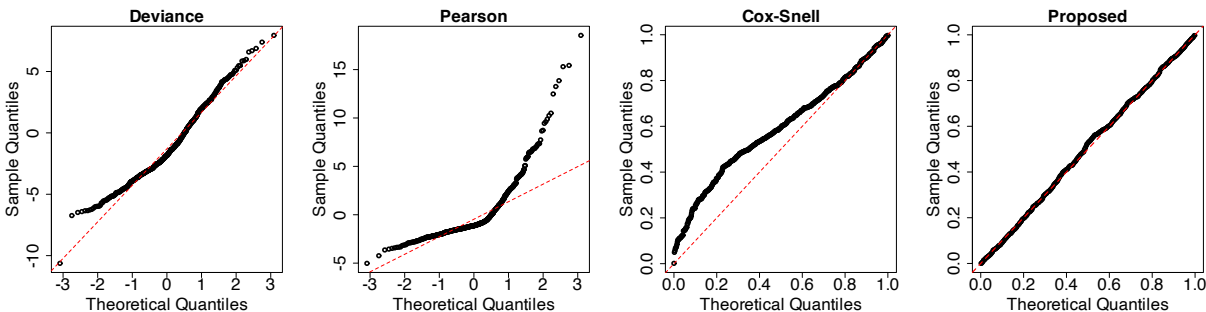 Deviance
Sample Quantiles
5
0
-5
-10
-3 -2 -1 0 1 2 3
Theoretical Quantiles
Pearson
Sample Quantiles
15
10
5
0
-5
-3 -2 -1 0 1 2 3
Theoretical Quantiles
Cox-Snell
Sample Quantiles
1.0
0.8
0.6
0.4
0.2
0.0
0.0 0.2 0.4 0.6 0.8 1.0
Theoretical Quantiles
Proposed
Sample Quantiles
1.0
0.8
0.6
0.4
0.2
0.0
0.0 0.2 0.4 0.6 0.8 1.0
Theoretical Quantiles